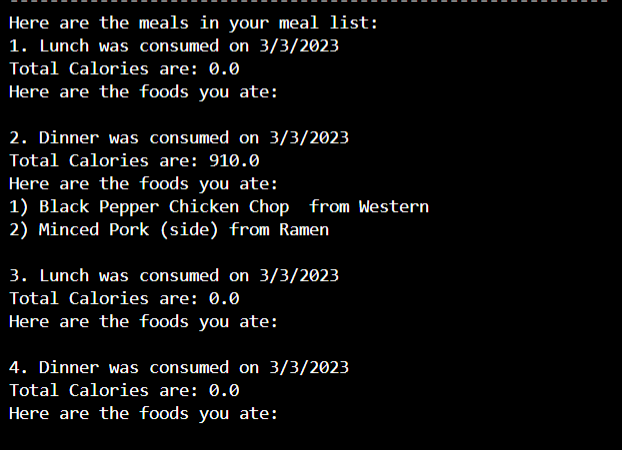 Here are the meals in your meal list:
1. Lunch was consumed on 3/3/2023
Total Calories are: 0.0
Here are the foods you ate:
2. Dinner was consumed on 3/3/2023
Total Calories are: 910.0
Here are the foods you ate:
1) Black Pepper Chicken Chop  from Western
2) Minced Pork (side) from Ramen
3. Lunch was consumed on 3/3/2023
Total Calories are: 0.0
Here are the foods you ate:
4. Dinner was consumed on 3/3/2023
Total Calories are: 0.0
Here are the foods you ate: